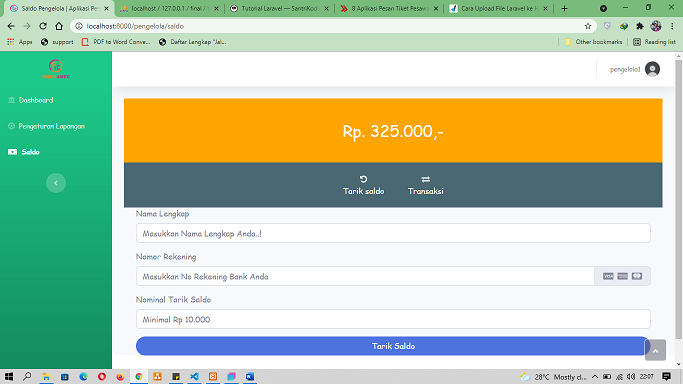 Saldo Pengelola | Aplikasi Pes
localhost / 127.0.0.1 / final / s
Tutorial Laravel — SantriKod
8 Aplikasi Pesan Tiket Pesaw
Cara Upload File Laravel ke H
localhost:8000/pengelola/saldo
Apps
support
PDF to Word Conve...
Daftar Lengkap "Jal...
Other bookmarks
Reading list
pengelola1
Dashboard
Pengaturan Lapangan
Saldo
Rp. 325.000,-
Tarik saldo
Transaksi
Nama Lengkap
Masukkan Nama Lengkap Anda..!
Nomor Rekening
Masukkan No Rekening Bank Anda
Nominal Tarik Saldo
Minimal Rp 10.000
Tarik Saldo
28°C Mostly cl...
22:07